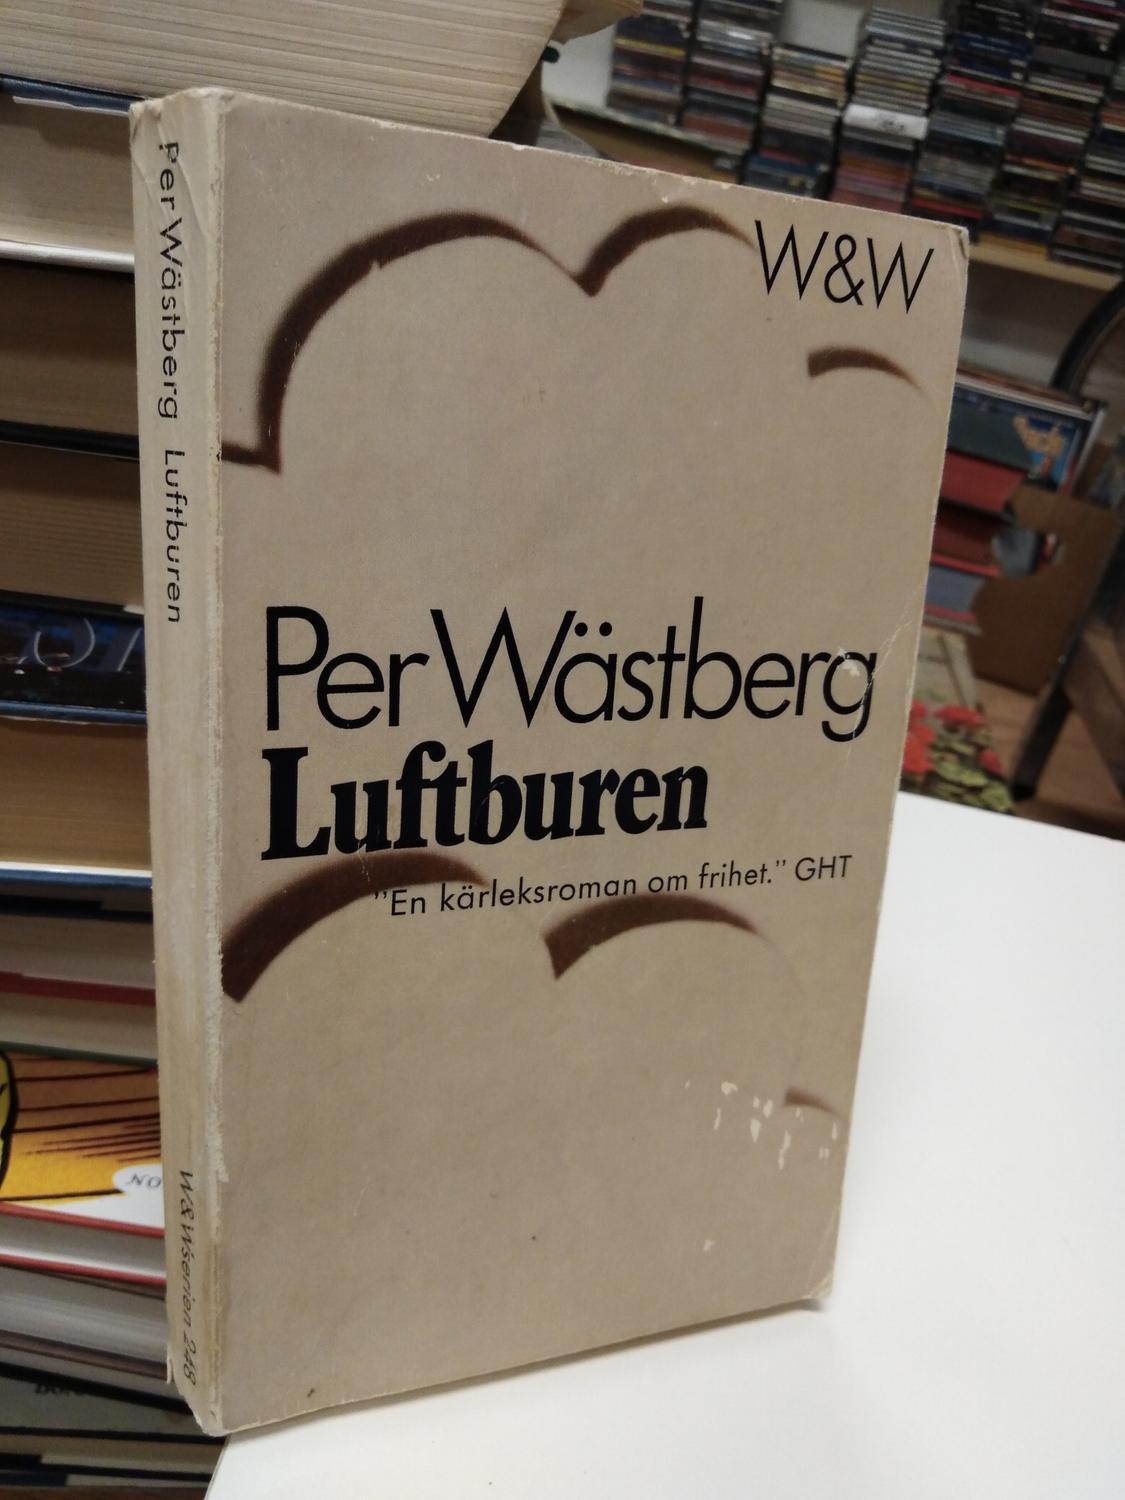 Per Wästberg Luftburen
W&Wserien 248
W&W
Per Wästberg
Luftburen
"En kärleksroman om frihet." GHT